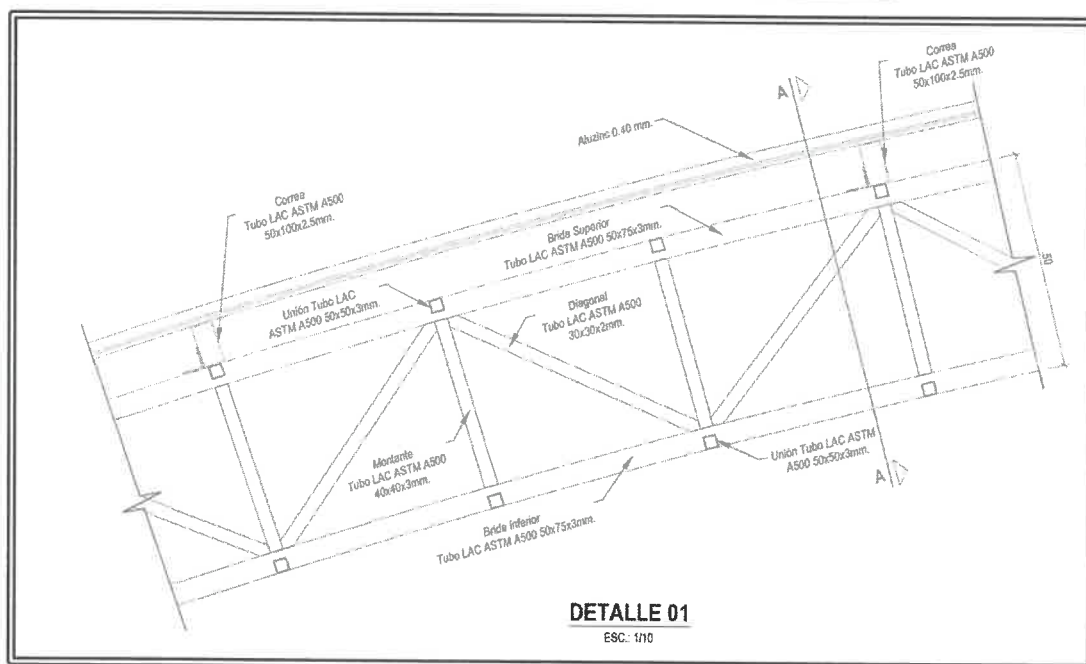 Correa
Tubo LAC ASTM A500
50x100x2.5mm.
A
Aluzinc 0.40 mm.
Correa
Tubo LAC ASTM A500
50x100x2.5mm.
Brida Superior
Tubo LAC ASTM A500 50x75x3mm.
50
Unión Tubo LAC
ASTM A500 50x50x3mm.
Diagonal
Tubo LAC ASTM A500
30x30x2mm.
Montante
Tubo LAC ASTM A500
40x40x3mm.
Unión Tubo LAC ASTM
A500 50x50x3mm.
A
Brida Inferior
Tubo LAC ASTM A500 50x75x3mm.
DETALLE 01
ESC.: 1/10